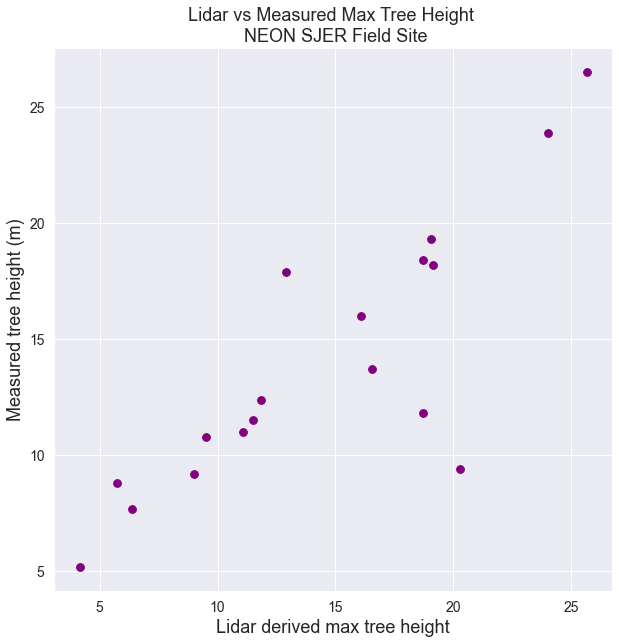 Lidar vs Measured Max Tree Height
NEON SJER Field Site
Measured tree height (m)
25
20
15
10
5
5 10 15 20 25
Lidar derived max tree height